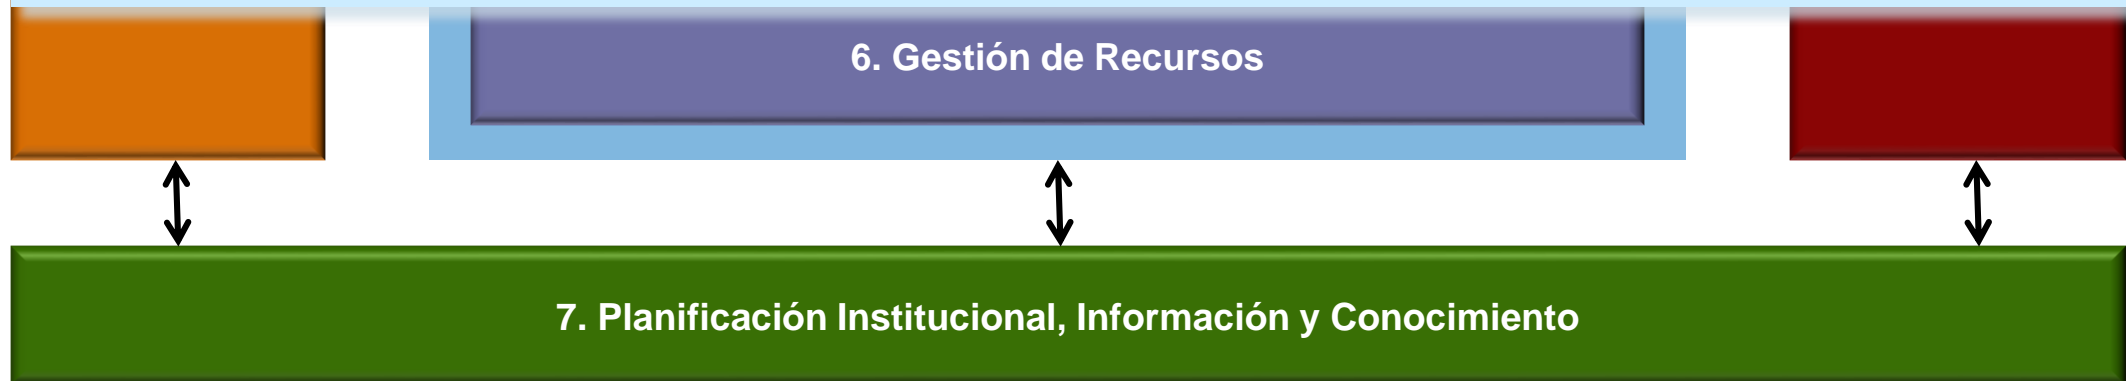 6. Gestión de Recursos
7. Planificación Institucional, Información y Conocimiento